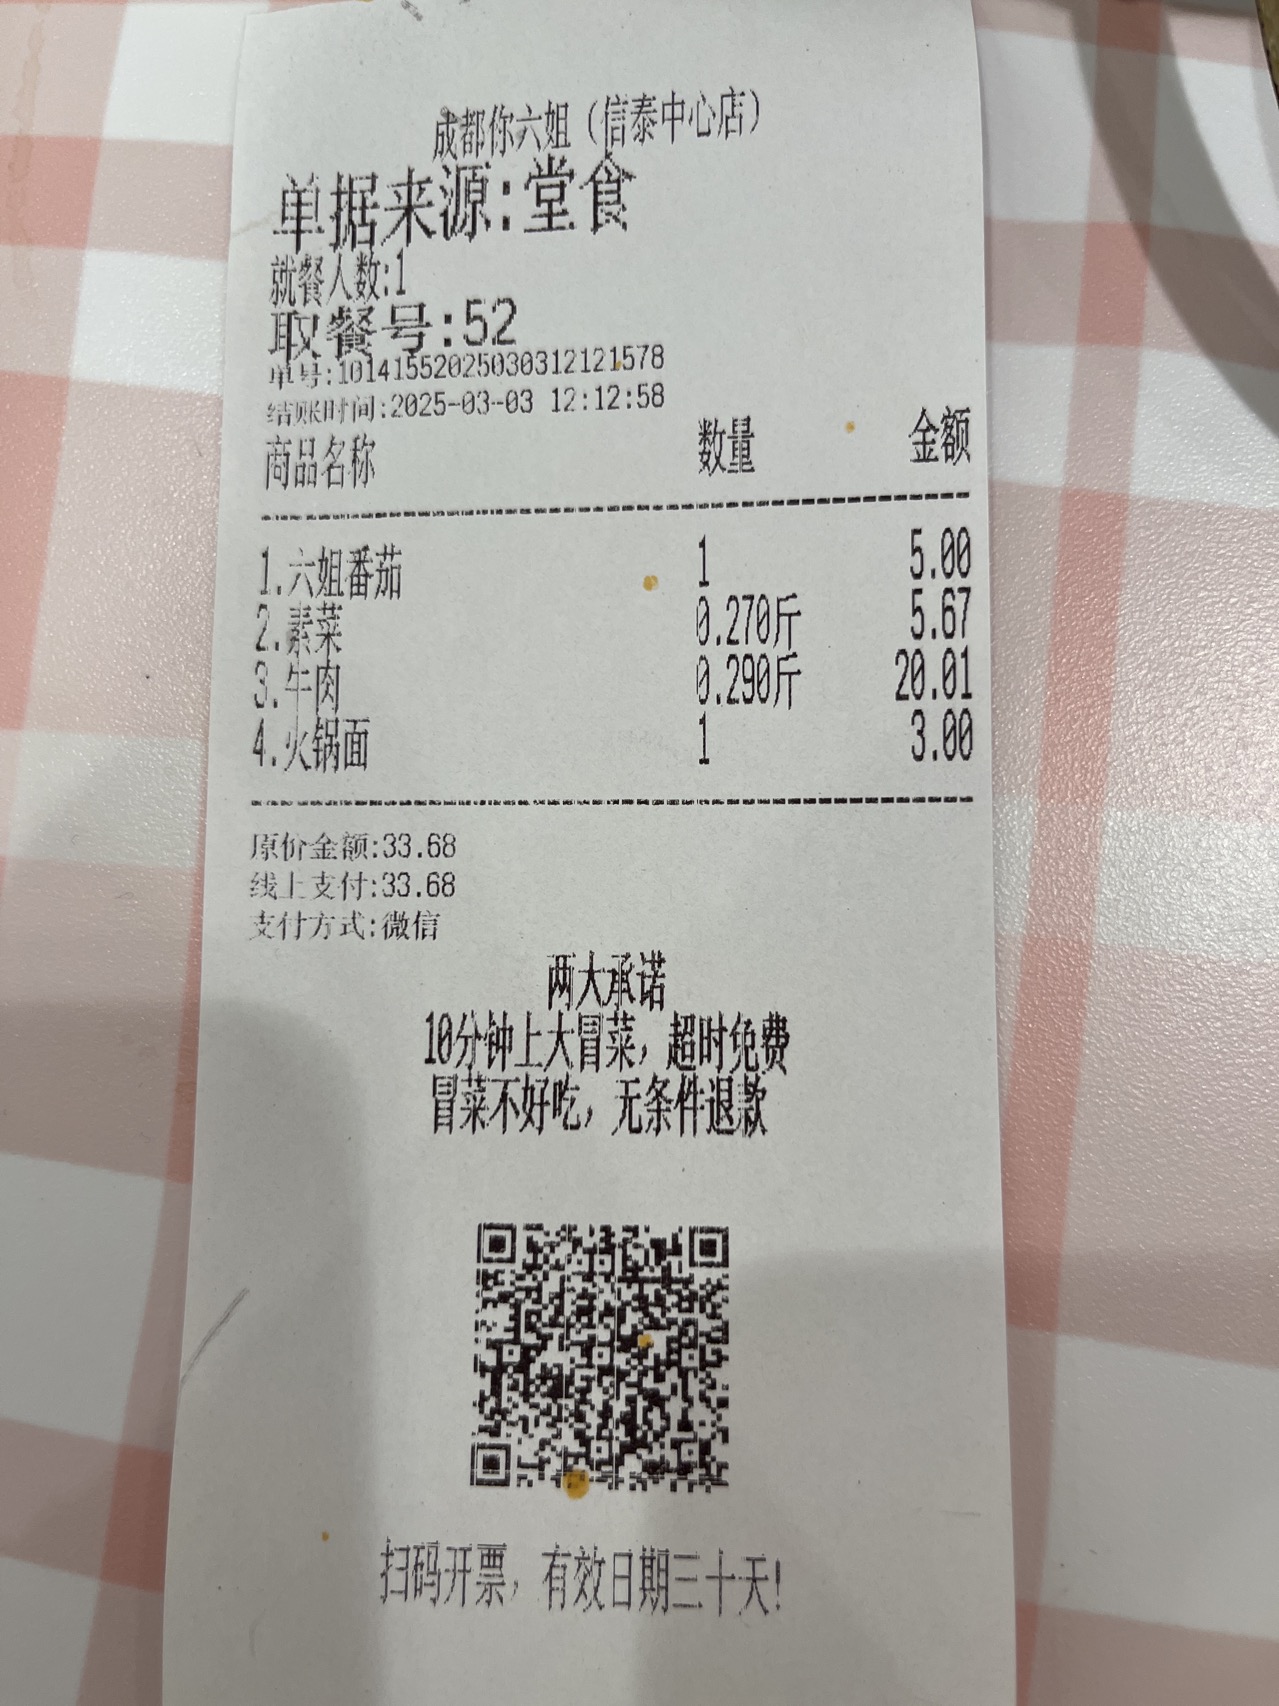 成都你六姐（信泰中心店）
单据来源:堂食
就餐人数:1
取餐号:52
单号:10141552025030312121578
结账时间:2025-03-03 12:12:58
商品名称 数量 金额
1.六姐番茄 1 5.00
2.素菜 0.270斤 5.67
3.牛肉 0.290斤 20.01
4.火锅面 1 3.00
原价金额:33.68
线上支付:33.68
支付方式:微信
两大承诺
10分钟上大冒菜，超时免费
冒菜不好吃，无条件退款
扫码开票，有效日期三十天!